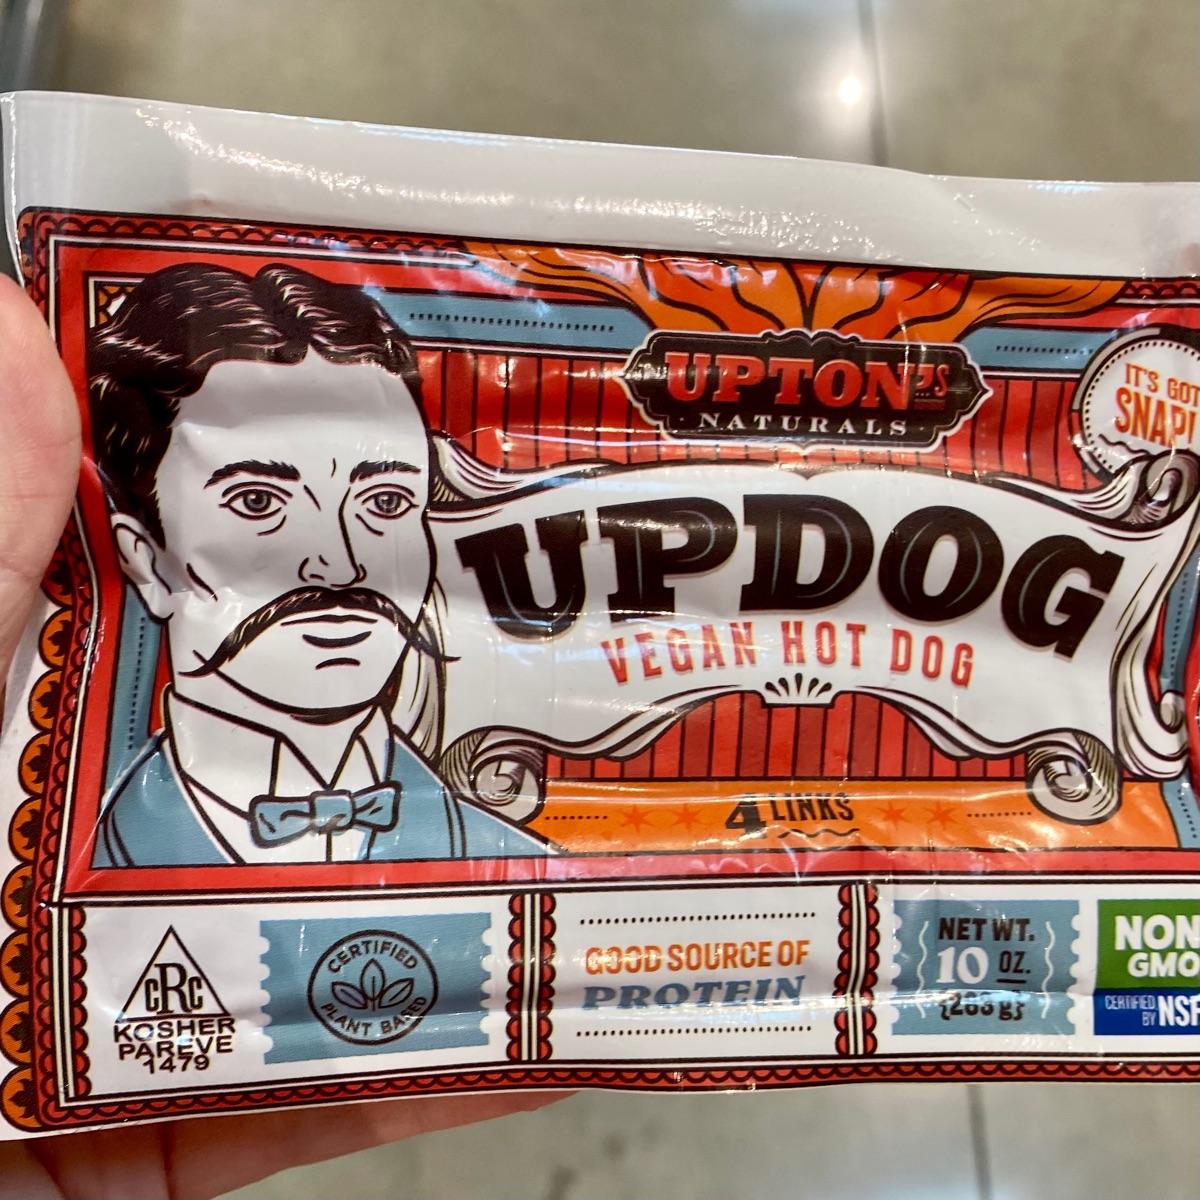 UPTON'S
NATURALS
IT'S GOT
SNAP!
UPDOG
VEGAN HOT DOG
4 LINKS
cRc
KOSHER
PAREVE
1479
CERTIFIED
PLANT BASED
GOOD SOURCE OF
PROTEIN
NET WT.
10 OZ.
{283 g}
NON
GMO
CERTIFIED
BY NSF